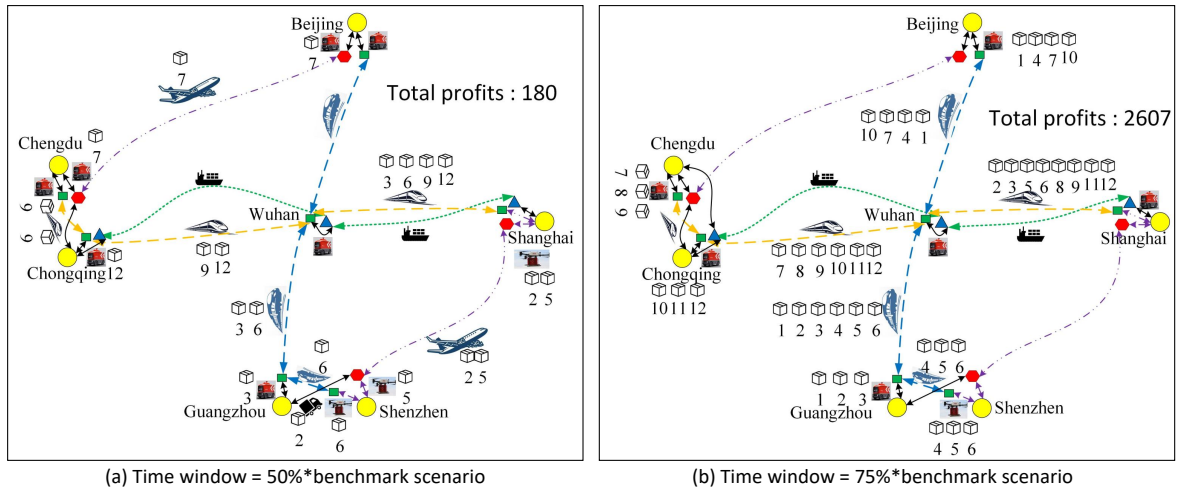 Beijing
7
7
Total profits : 180
Chengdu
7
3 6 9 12
6
9
Wuhan
Shanghai
Chongqing
12
9 12
2 5
3 6
6
2 5
3
5
Guangzhou
Shenzhen
2
6
(a) Time window = 50%*benchmark scenario
Beijing
1 4 7 10
Total profits : 2607
10 7 4 1
Chengdu
7 8 9
2 3 5 6 8 9 11 12
Wuhan
Shanghai
Chongqing
7 8 9 10 11 12
10 11 12
1 2 3 4 5 6
4 5 6
1 2 3
Guangzhou
Shenzhen
4 5 6
(b) Time window = 75%*benchmark scenario